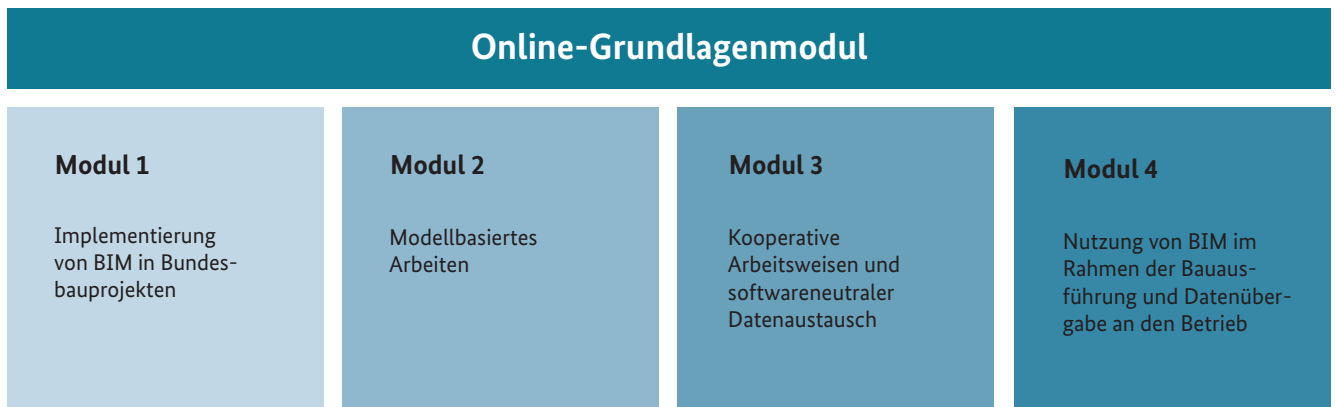 Online-Grundlagenmodul
Modul 1
Implementierung
von BIM in Bundes-
bauprojekten
Modul 2
Modellbasiertes
Arbeiten
Modul 3
Kooperative
Arbeitsweisen und
softwareneutraler
Datenaustausch
Modul 4
Nutzung von BIM im
Rahmen der Bauaus-
führung und Datenüber-
gabe an den Betrieb